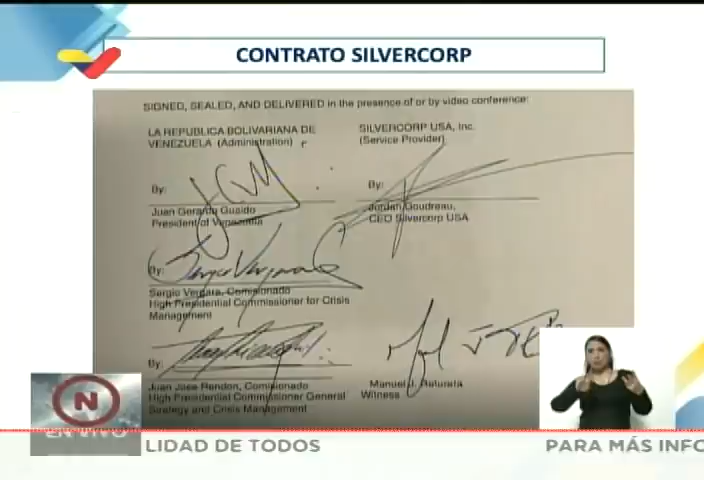 CONTRATO SILVERCORP
SIGNED, SEALED, AND DELIVERED in the presence of or by video conference:
LA REPUBLICA BOLIVARIANA DE
VENEZUELA (Administration)
SILVERCORP USA, Inc.
(Service Provider)
By:
Juan Gerardo Guaido
President of Venezuela
By:
Jordan Goudreau,
CEO Silvercorp USA
By:
Sergio Vergara, Comisionado
High Presidential Commissioner for Crisis
Management
By:
Juan Jose Rendon, Comisionado
High Presidential Commissioner General
Strategy and Crisis Management
Manuel J. Retureta
Witness
N
EN VIVO
LIDAD DE TODOS
PARA MÁS INFO